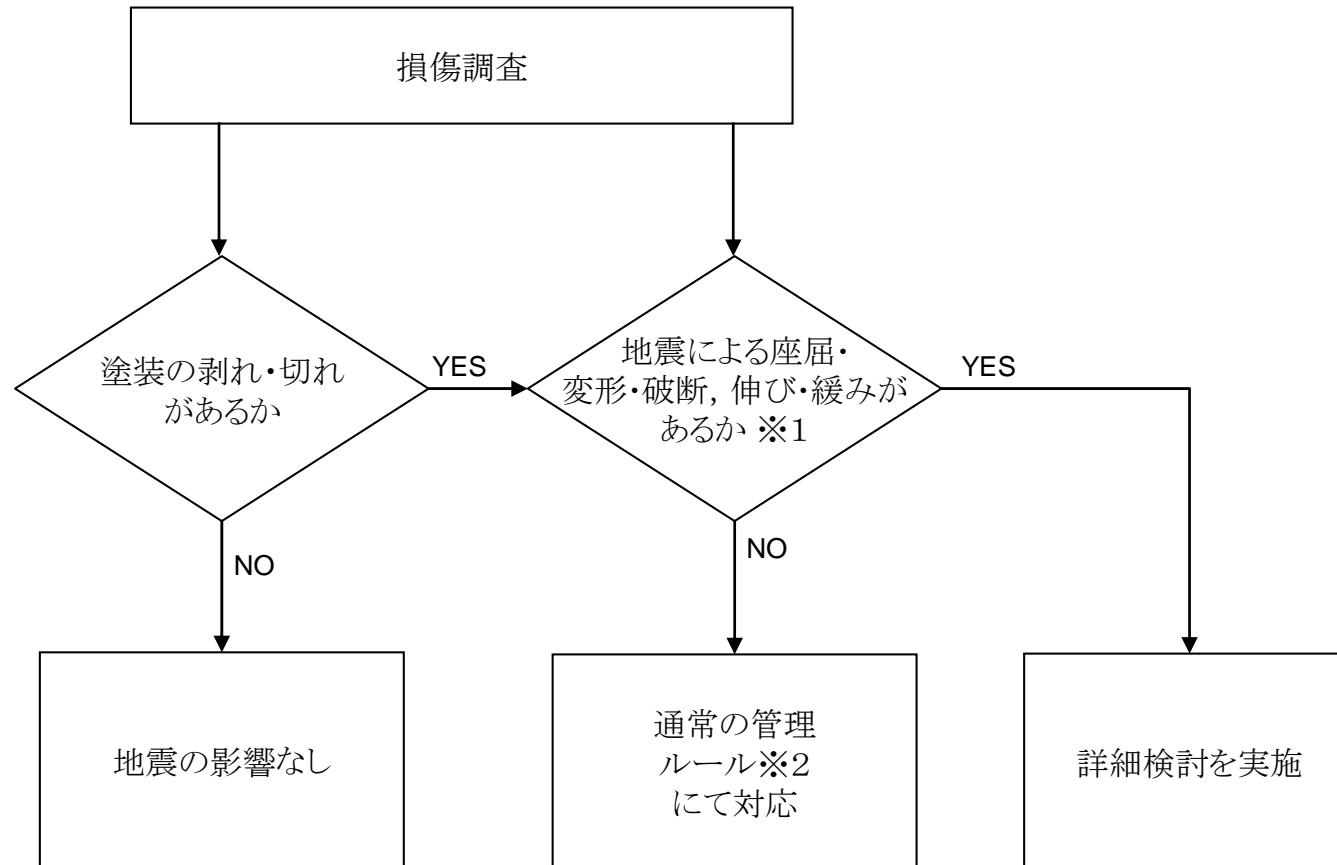 損傷調査
塗装の剥れ・切れ
があるか
YES
地震による座屈・
変形・破断, 伸び・緩みが
あるか ※1
YES
NO
NO
地震の影響なし
通常の管理
ルール※2
にて対応
詳細検討を実施